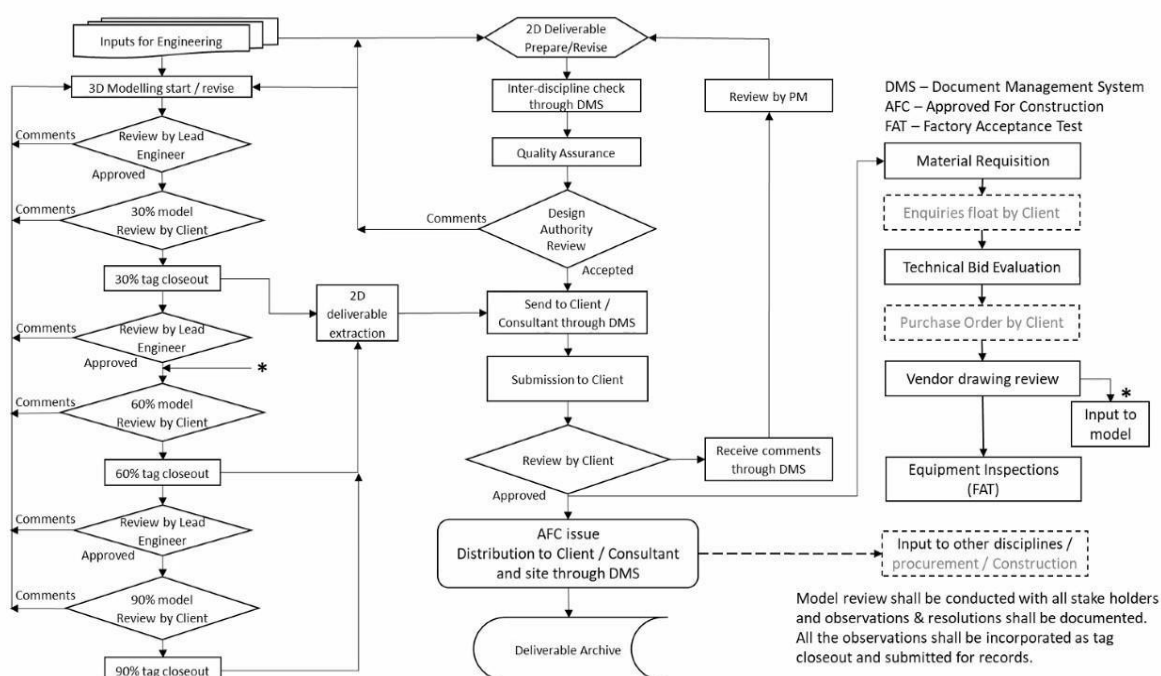 Inputs for Engineering
3D Modelling start / revise
Comments
Review by Lead
Engineer
Approved
Comments
30% model
Review by Client
30% tag closeout
Comments
Review by Lead
Engineer
Approved
*
Comments
60% model
Review by Client
60% tag closeout
Comments
Review by Lead
Engineer
Approved
Comments
90% model
Review by Client
90% tag closeout
2D
deliverable
extraction
2D Deliverable
Prepare/Revise
Inter-discipline check
through DMS
Quality Assurance
Comments
Design
Authority
Review
Accepted
Send to Client /
Consultant through DMS
Submission to Client
Review by Client
Approved
Receive comments
through DMS
Review by PM
AFC issue
Distribution to Client / Consultant
and site through DMS
Deliverable Archive
DMS – Document Management System
AFC – Approved For Construction
FAT – Factory Acceptance Test
Material Requisition
Enquiries float by Client
Technical Bid Evaluation
Purchase Order by Client
Vendor drawing review
*
Input to
model
Equipment Inspections
(FAT)
Input to other disciplines /
procurement / Construction
Model review shall be conducted with all stake holders
and observations & resolutions shall be documented.
All the observations shall be incorporated as tag
closeout and submitted for records.